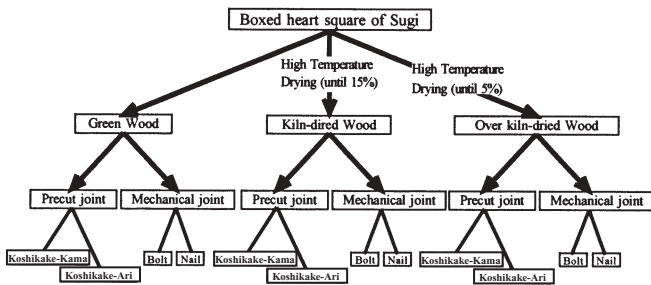 Boxed heart square of Sugi
High Temperature
Drying (until 15%)
High Temperature
Drying (until 5%)
Green Wood
Kiln-dired Wood
Over kiln-dried Wood
Precut joint
Mechanical joint
Precut joint
Mechanical joint
Precut joint
Mechanical joint
Koshikake-Kama
Bolt
Nail
Koshikake-Kama
Bolt
Nail
Koshikake-Kama
Bolt
Nail
Koshikake-Ari
Koshikake-Ari
Koshikake-Ari